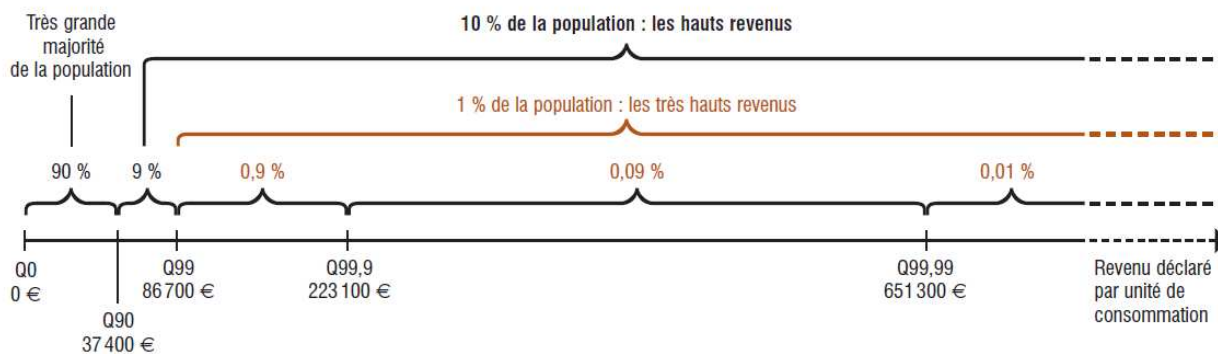 Très grande
majorité
de la population
10 % de la population : les hauts revenus
1 % de la population : les très hauts revenus
90 %
9 %
0,9 %
0,09 %
0,01 %
Q0
0 €
Q90
37 400 €
Q99
86 700 €
Q99,9
223 100 €
Q99,99
651 300 €
Revenu déclaré
par unité de
consommation